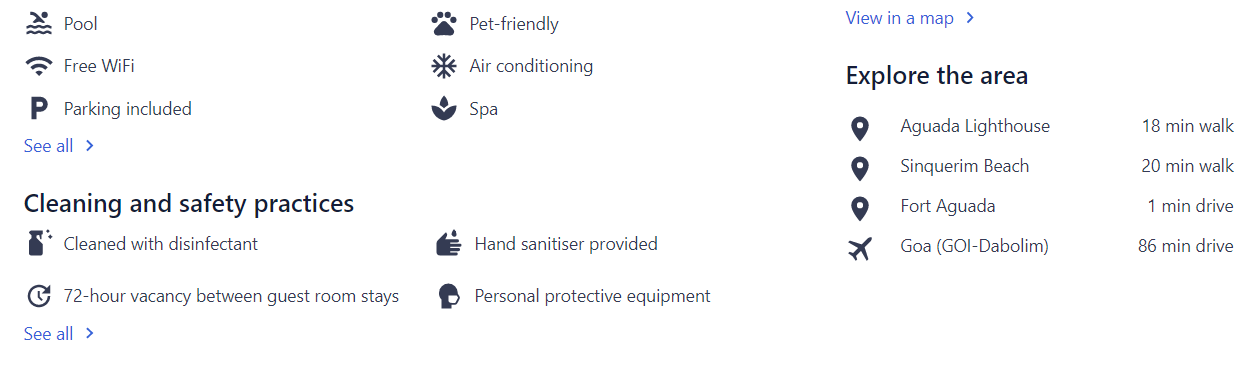 Pool
Pet-friendly
Free WiFi
Air conditioning
Parking included
Spa
See all
Cleaning and safety practices
Cleaned with disinfectant
Hand sanitiser provided
72-hour vacancy between guest room stays
Personal protective equipment
See all
View in a map
Explore the area
Aguada Lighthouse 18 min walk
Sinquerim Beach 20 min walk
Fort Aguada 1 min drive
Goa (GOI-Dabolim) 86 min drive